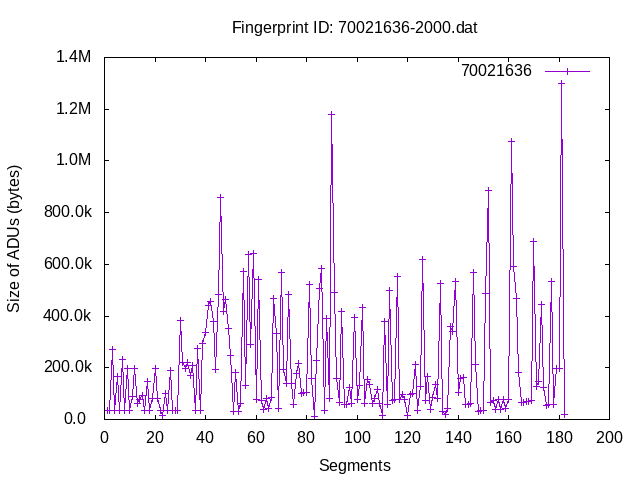 Fingerprint ID: 70021636-2000.dat
1.4M
70021636
1.2M
1.0M
800.0k
600.0k
400.0k
200.0k
0.0
Size of ADUs (bytes)
0 20 40 60 80 100 120 140 160 180 200
Segments